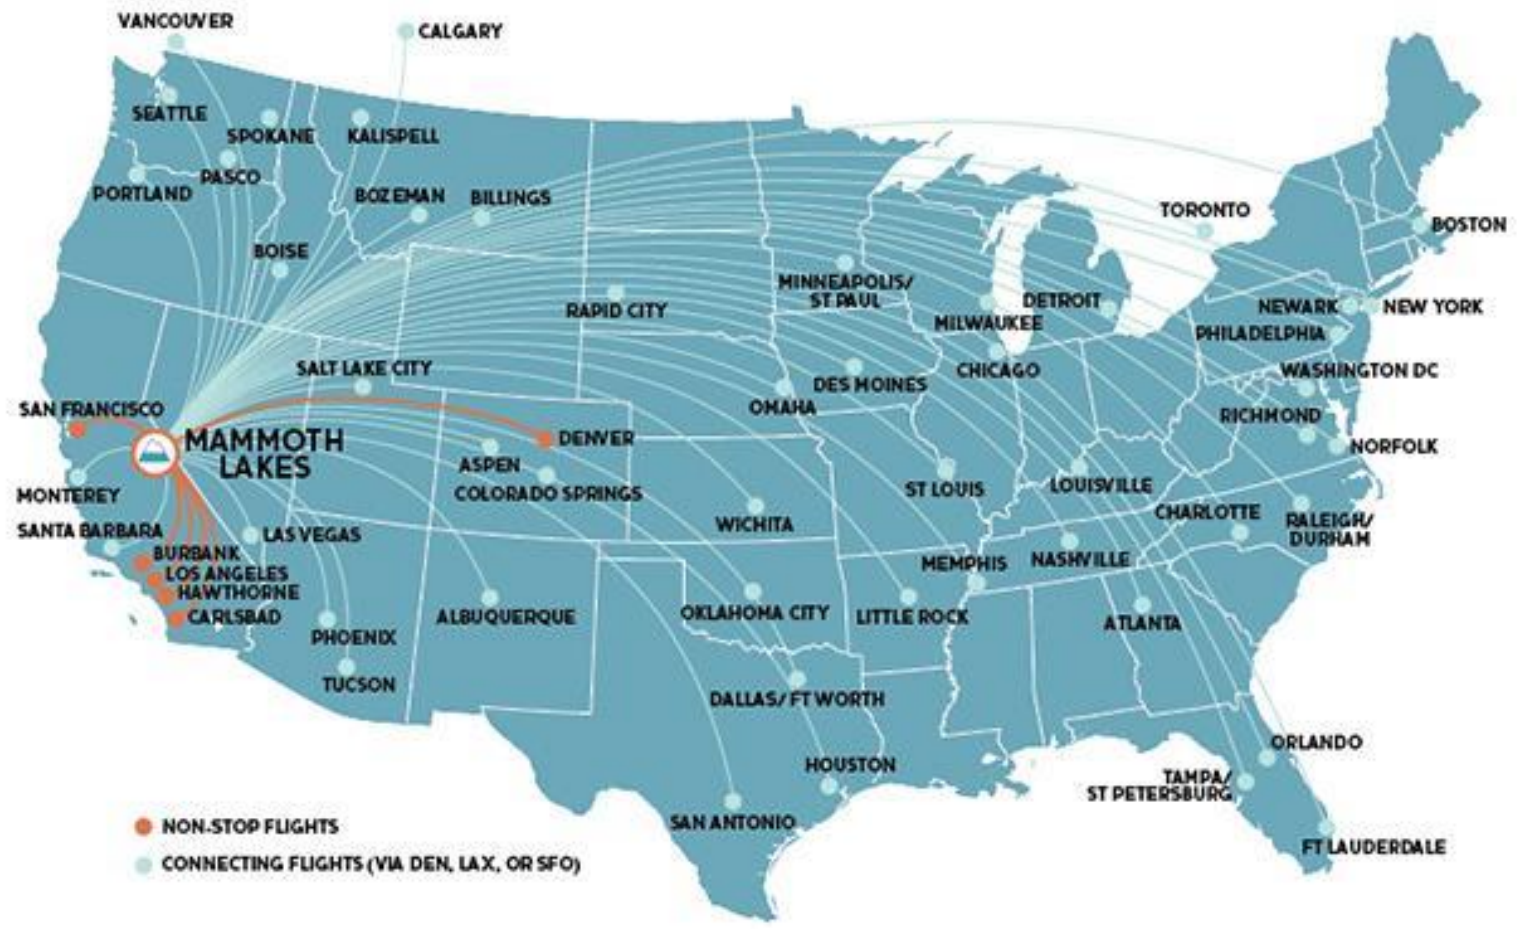 VANCOUVER
CALGARY
SEATTLE
SPOKANE
KALISPELL
PASCO
PORTLAND
BOZEMAN
BILLINGS
TORONTO
BOSTON
BOISE
MINNEAPOLIS/
ST PAUL
RAPID CITY
DETROIT
NEWARK
NEW YORK
MILWAUKEE
PHILADELPHIA
SALT LAKE CITY
CHICAGO
WASHINGTON DC
DES MOINES
OMAHA
SAN FRANCISCO
RICHMOND
MAMMOTH
LAKES
DENVER
NORFOLK
ASPEN
COLORADO SPRINGS
MONTEREY
ST LOUIS
LOUISVILLE
WICHITA
CHARLOTTE
RALEIGH/
DURHAM
SANTA BARBARA
LAS VEGAS
BURBANK
LOS ANGELES
HAWTHORNE
CARLSBAD
MEMPHIS
NASHVILLE
ALBUQUERQUE
OKLAHOMA CITY
LITTLE ROCK
ATLANTA
PHOENIX
TUCSON
DALLAS/FT WORTH
HOUSTON
ORLANDO
TAMPA/
ST PETERSBURG
SAN ANTONIO
FT LAUDERDALE
NON-STOP FLIGHTS
CONNECTING FLIGHTS (VIA DEN, LAX, OR SFO)